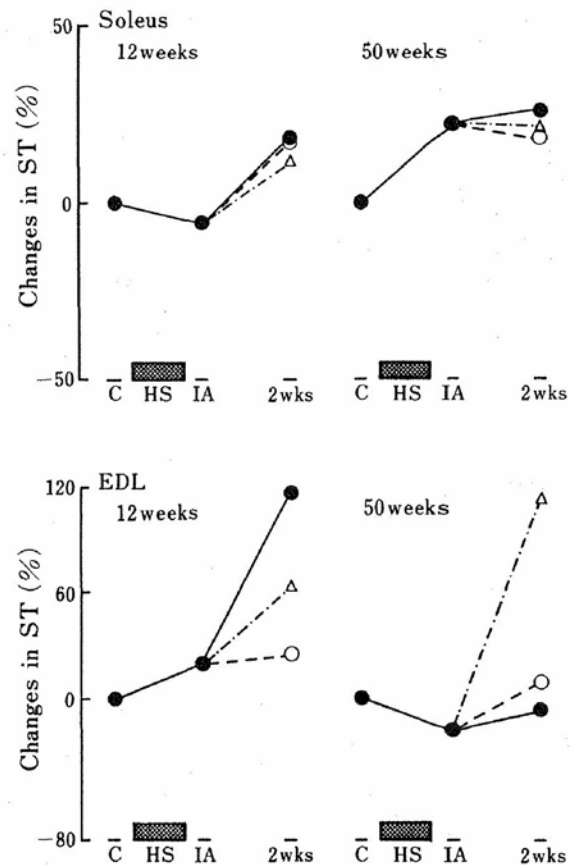 Soleus
50
12weeks
50weeks
Changes in ST (%)
0
−50
C HS IA 2wks C HS IA 2wks
EDL
120
12weeks
50weeks
Changes in ST (%)
60
0
−80
C HS IA 2wks C HS IA 2wks